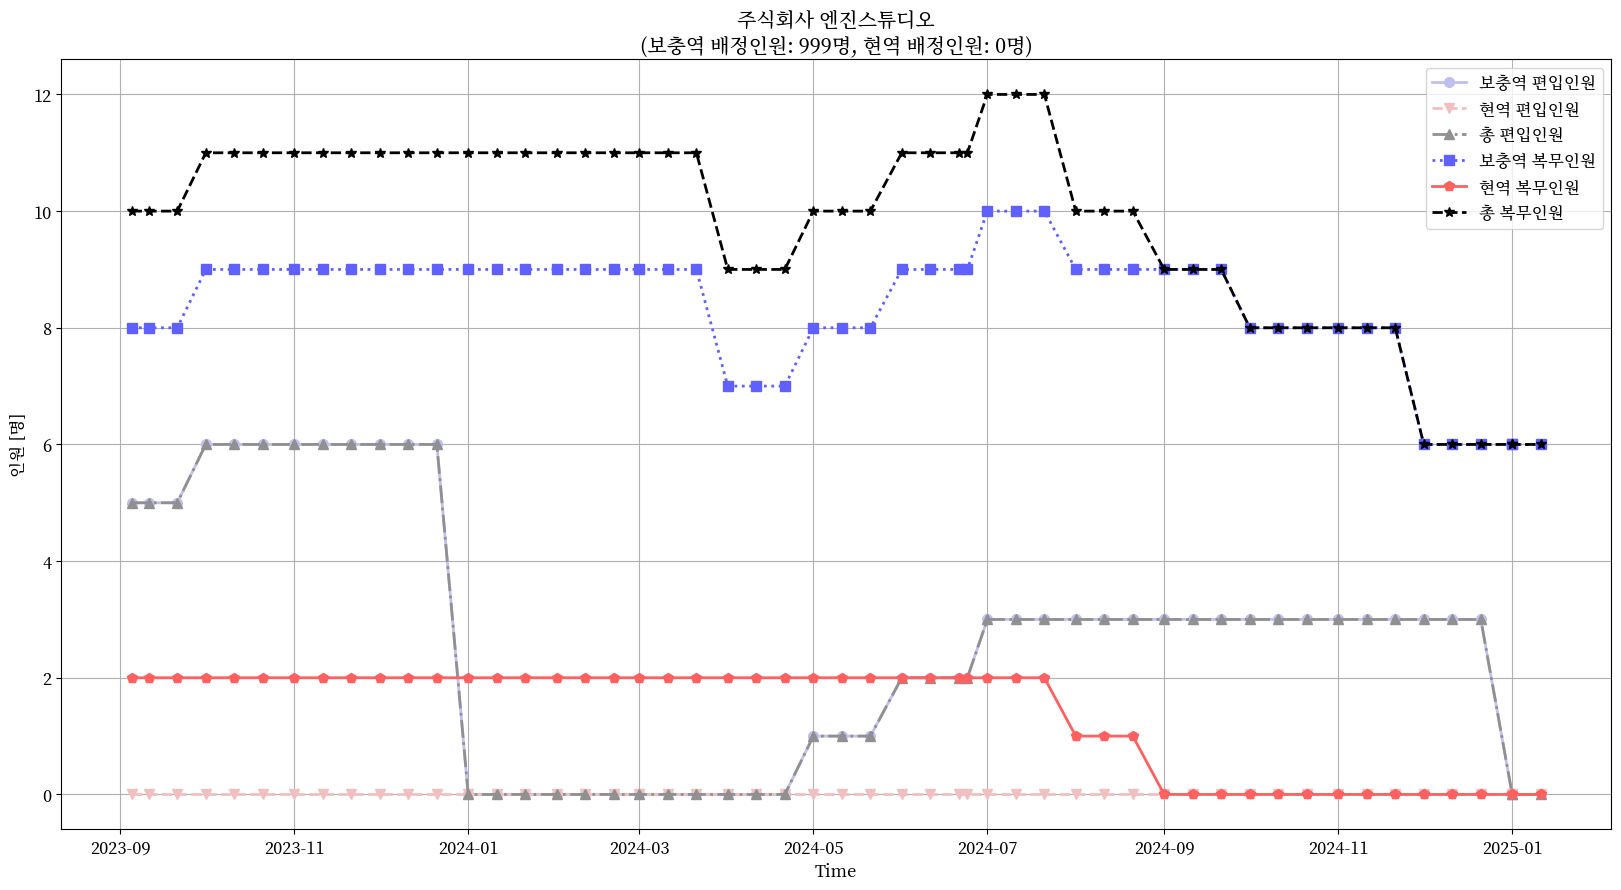 주식회사 엔진스튜디오
(보충역 배정인원: 999명, 현역 배정인원: 0명)
보충역 편입인원
현역 편입인원
총 편입인원
보충역 복무인원
현역 복무인원
총 복무인원
12
10
8
6
4
2
0
인원 [명]
2023-09 2023-11 2024-01 2024-03 2024-05 2024-07 2024-09 2024-11 2025-01
Time